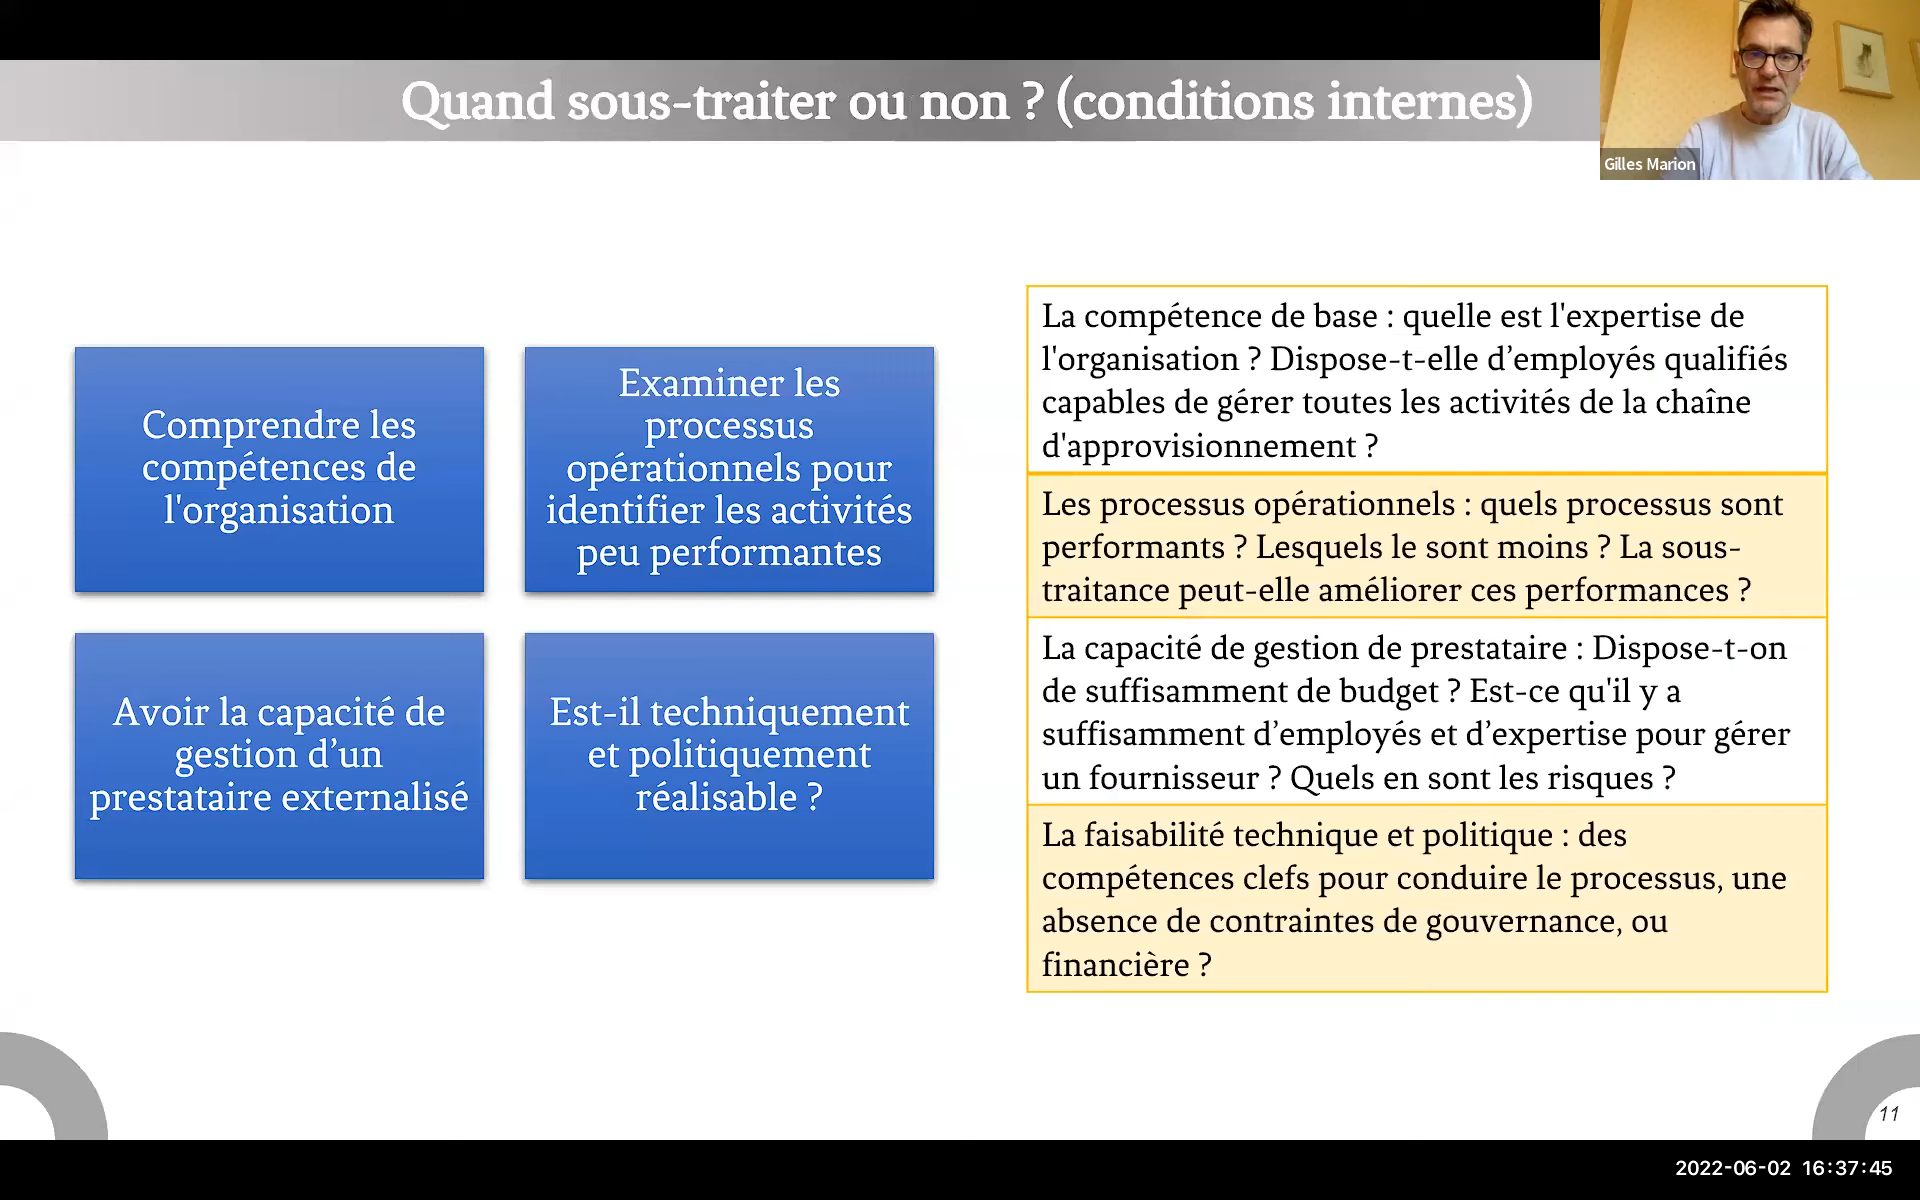 Quand sous-traiter ou non ? (conditions internes)
Gilles Marion
Comprendre les
compétences de
l'organisation
Examiner les
processus
opérationnels pour
identifier les activités
peu performantes
Avoir la capacité de
gestion d’un
prestataire externalisé
Est-il techniquement
et politiquement
réalisable ?
La compétence de base : quelle est l'expertise de
l'organisation ? Dispose-t-elle d’employés qualifiés
capables de gérer toutes les activités de la chaîne
d'approvisionnement ?
Les processus opérationnels : quels processus sont
performants ? Lesquels le sont moins ? La sous-
traitance peut-elle améliorer ces performances ?
La capacité de gestion de prestataire : Dispose-t-on
de suffisamment de budget ? Est-ce qu'il y a
suffisamment d’employés et d’expertise pour gérer
un fournisseur ? Quels en sont les risques ?
La faisabilité technique et politique : des
compétences clefs pour conduire le processus, une
absence de contraintes de gouvernance, ou
financière ?
11
2022-06-02 16:37:45